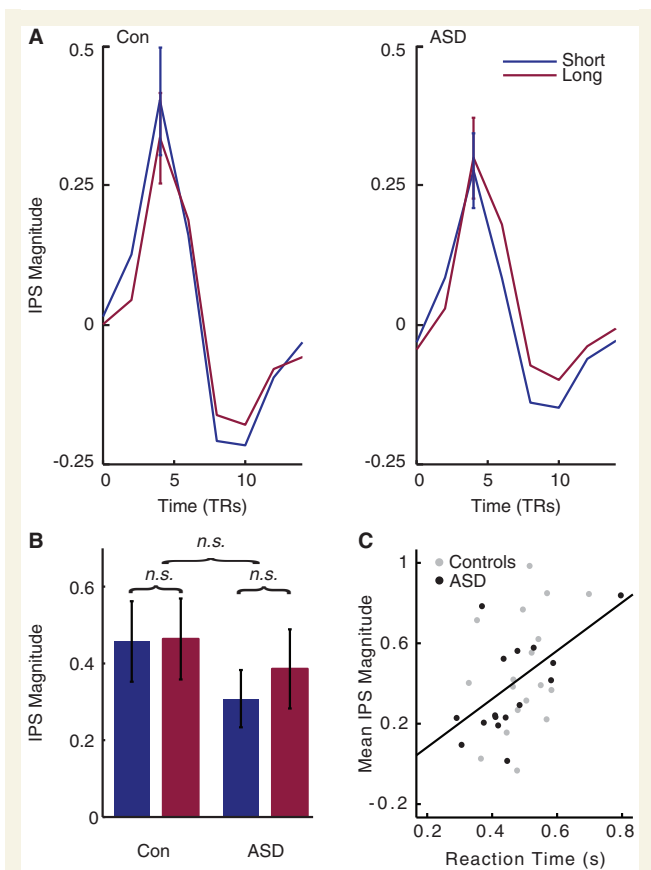 A
Con
ASD
0.5
0.5
Short
Long
0.25
0.25
IPS Magnitude
0
0
-0.25
-0.25
0 5 10
0 5 10
Time (TRs)
Time (TRs)
B
n.s.
n.s. n.s.
0.6
0.4
0.2
0
IPS Magnitude
Con ASD
C
Controls
ASD
1
0.6
0.2
-0.2
Mean IPS Magnitude
0.2 0.4 0.6 0.8
Reaction Time (s)